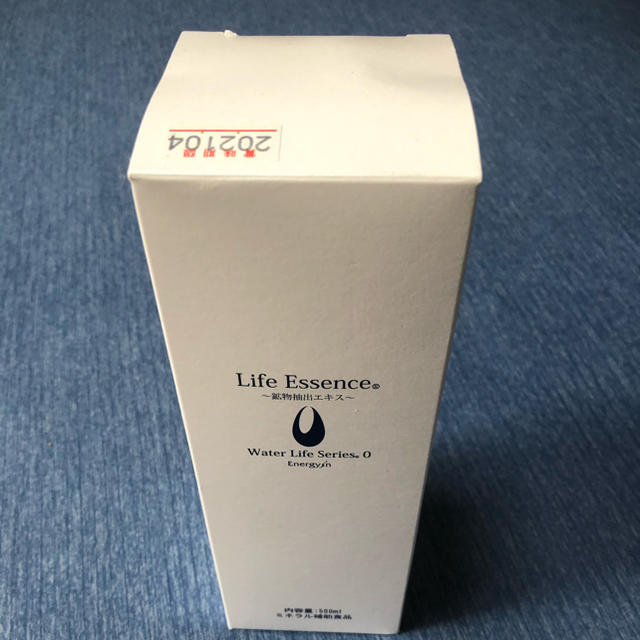 賞味期限
202104
Life Essence®
～鉱物抽出エキス～
Water Life Series® 0
Energy in
内容量:500ml
ミネラル補助食品